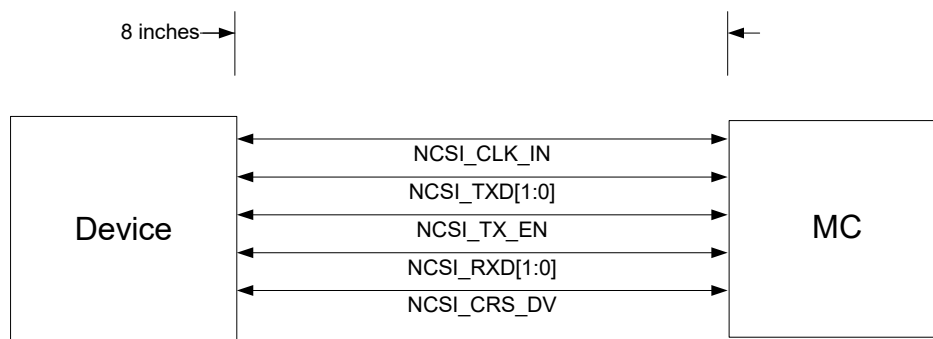 8 inches
NCSI_CLK_IN
NCSI_TXD[1:0]
Device
NCSI_TX_EN
MC
NCSI_RXD[1:0]
NCSI_CRS_DV